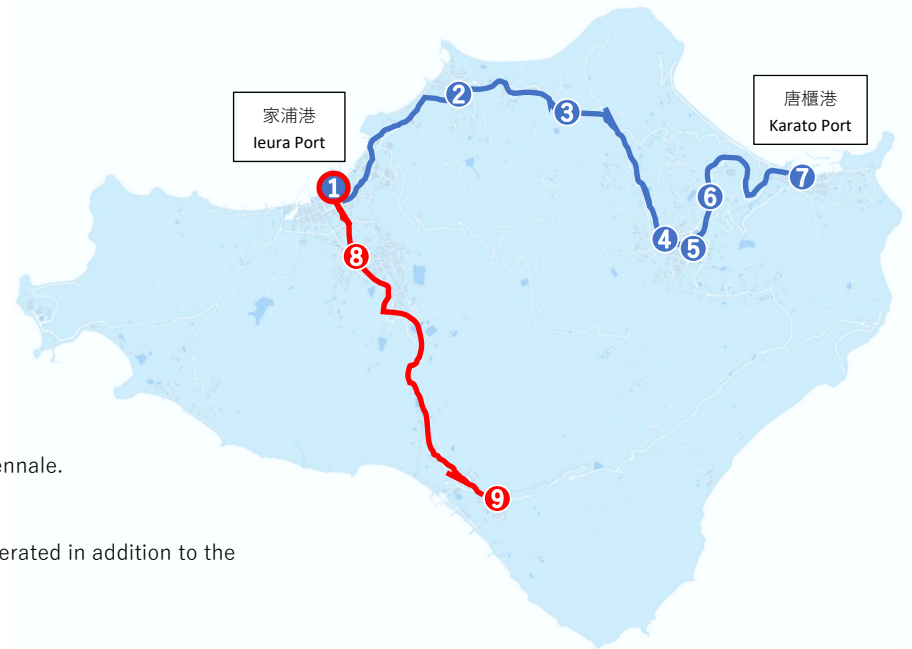 家浦港
Ieura Port
唐櫃港
Karato Port
1
2
3
4
5
6
7
8
9
ennale.
erated in addition to the